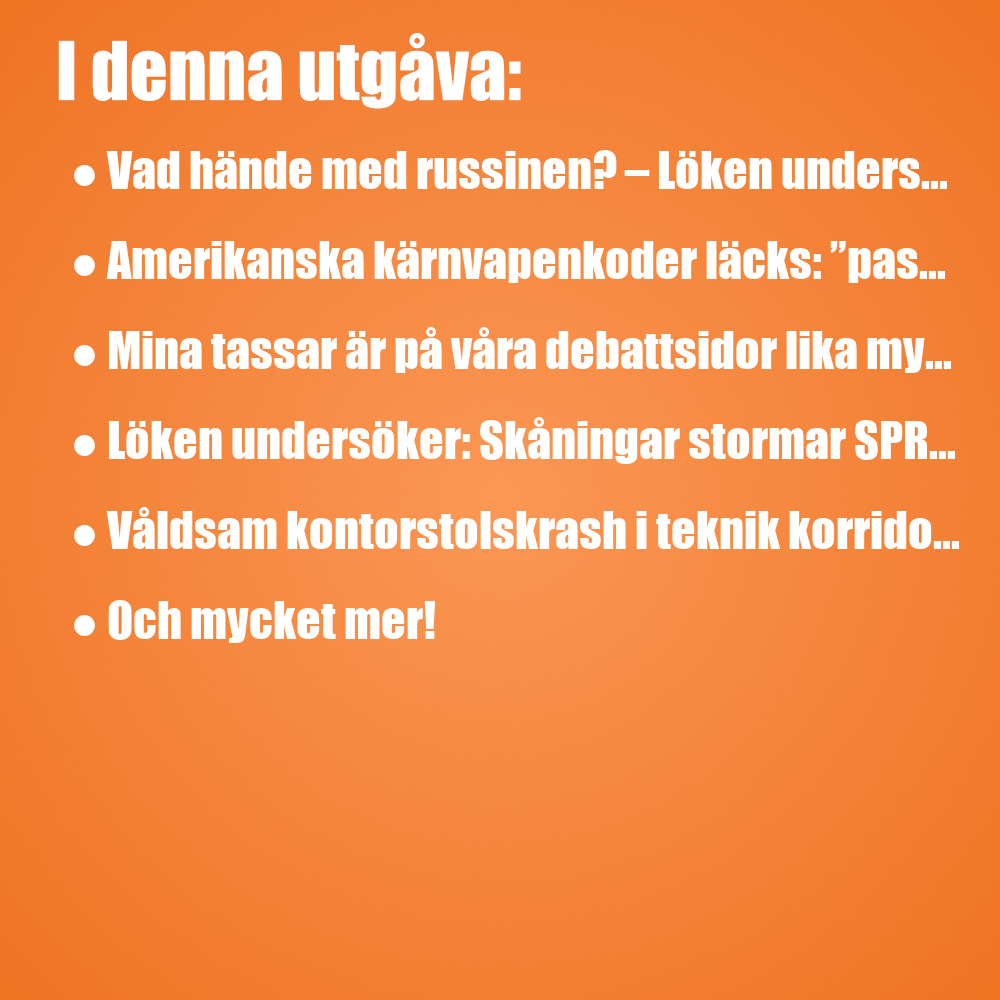 I denna utgåva:
• Vad hände med russinen? – Löken unders...
• Amerikanska kärnvapenkoder läcks: ”pas...
• Mina tassar är på våra debattsidor lika my...
• Löken undersöker: Skåningar stormar SPR...
• Våldsam kontorstolskrash i teknik korrido...
• Och mycket mer!